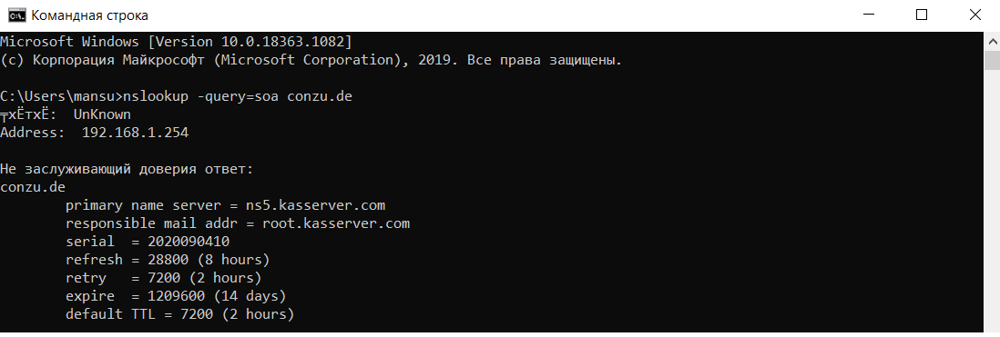 Командная строка
Microsoft Windows [Version 10.0.18363.1082]
(c) Корпорация Майкрософт (Microsoft Corporation), 2019. Все права защищены.
C:\Users\mansu>nslookup -query=soa conzu.de
╤хЁтхЁ:  UnKnown
Address:  192.168.1.254
Не заслуживающий доверия ответ:
conzu.de
        primary name server = ns5.kasserver.com
        responsible mail addr = root.kasserver.com
        serial  = 2020090410
        refresh = 28800 (8 hours)
        retry   = 7200 (2 hours)
        expire  = 1209600 (14 days)
        default TTL = 7200 (2 hours)